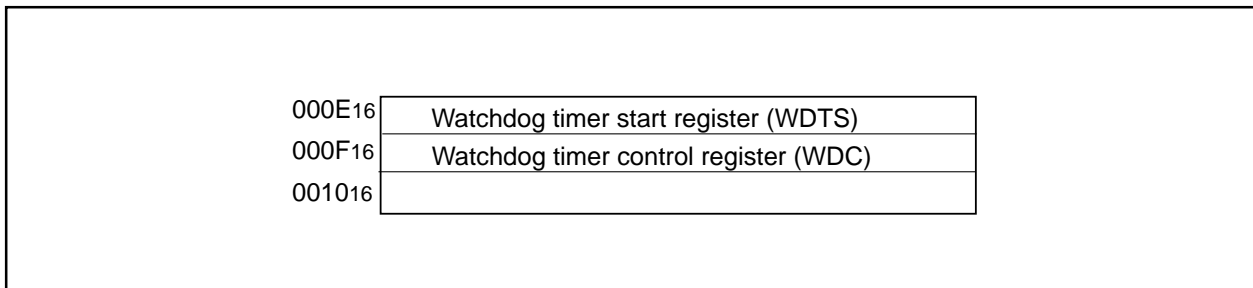 000E16 Watchdog timer start register (WDTS)
000F16 Watchdog timer control register (WDC)
001016